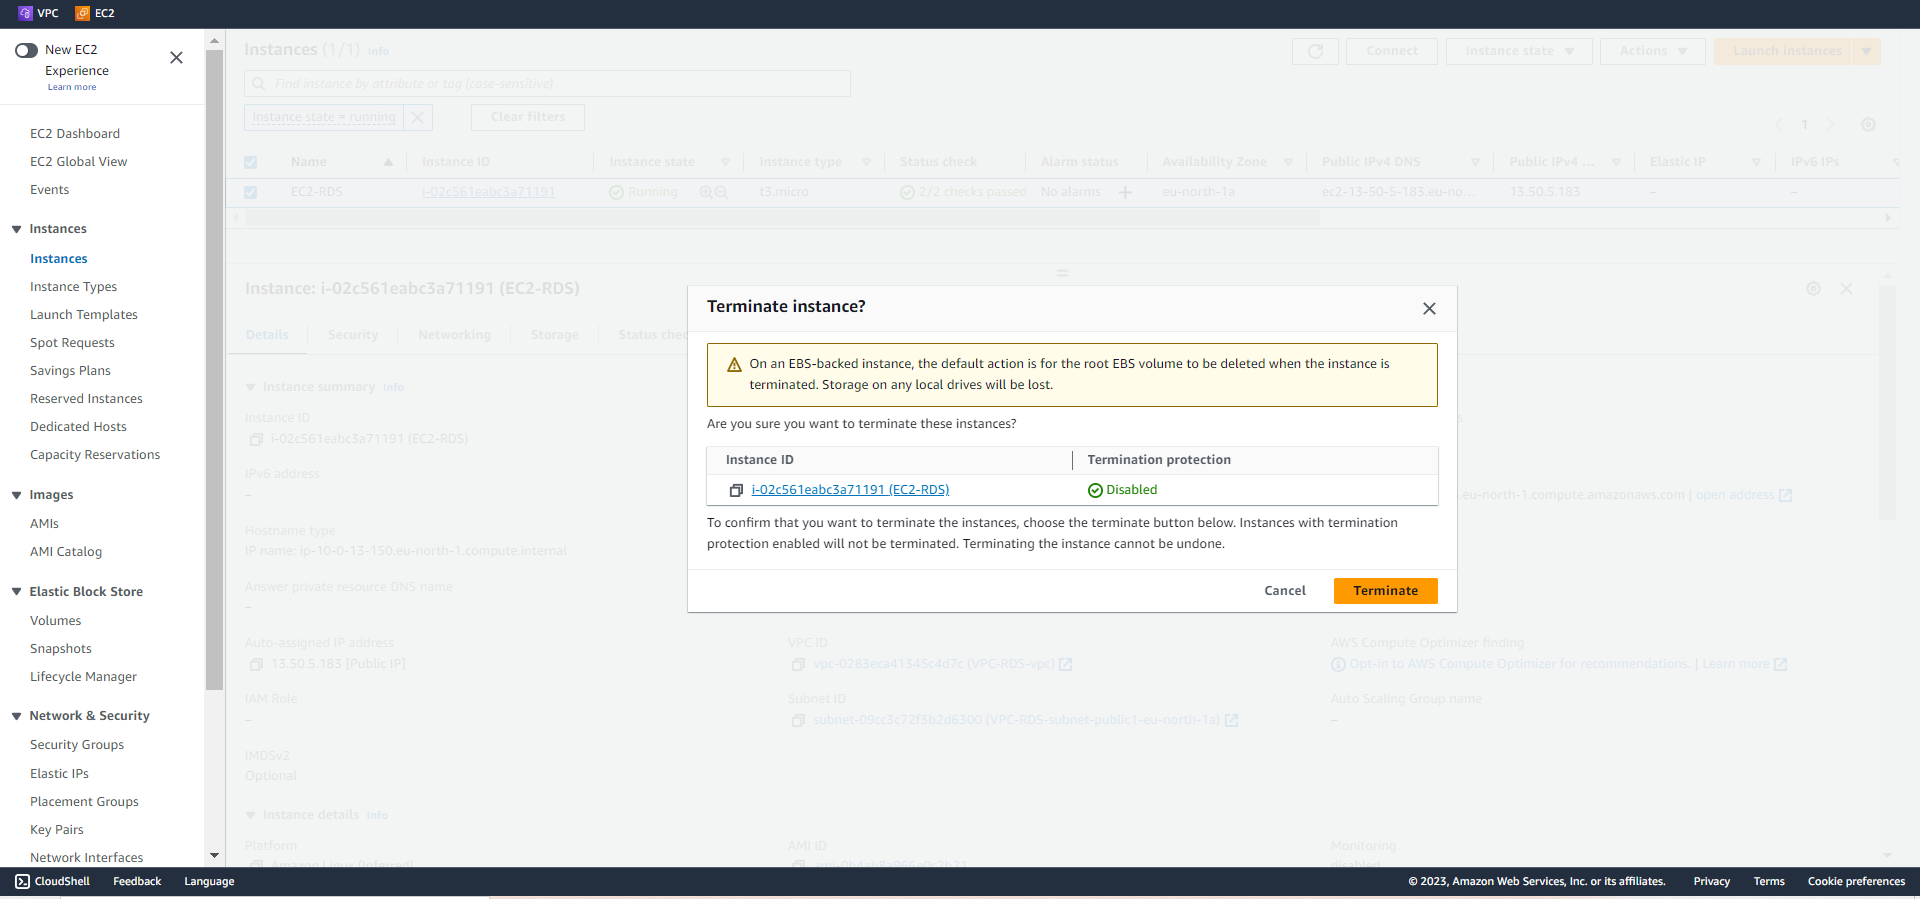 VPC EC2
New EC2
Experience
Learn more
EC2 Dashboard
EC2 Global View
Events
Instances
Instances
Instance Types
Launch Templates
Spot Requests
Savings Plans
Reserved Instances
Dedicated Hosts
Capacity Reservations
Images
AMIs
AMI Catalog
Elastic Block Store
Volumes
Snapshots
Lifecycle Manager
Network & Security
Security Groups
Elastic IPs
Placement Groups
Key Pairs
Network Interfaces
Instances (1/1) Info
Connect Instance state Actions Launch instances
Find instance by attribute or tag (case-sensitive)
Instance state = running Clear filters
1
Name Instance ID Instance state Instance type Status check Alarm status Availability Zone Public IPv4 DNS Public IPv4 ... Elastic IP IPv6 IPs
EC2-RDS i-02c561eabc3a71191 Running t3.micro 2/2 checks passed No alarms + eu-north-1a ec2-13-50-5-183.eu-no... 13.50.5.183 – –
Instance: i-02c561eabc3a71191 (EC2-RDS)
Details Security Networking Storage Status chec
Instance summary Info
Instance ID
i-02c561eabc3a71191 (EC2-RDS)
IPv6 address
–
.eu-north-1.compute.amazonaws.com | open address
Hostname type
IP name: ip-10-0-13-150.eu-north-1.compute.internal
Answer private resource DNS name
–
Auto-assigned IP address
13.50.5.183 [Public IP]
VPC ID
vpc-0283eca41345c4d7c (VPC-RDS-vpc)
AWS Compute Optimizer finding
Opt-in to AWS Compute Optimizer for recommendations. | Learn more
IAM Role
–
Subnet ID
subnet-09cc3c72f3b2d6300 (VPC-RDS-subnet-public1-eu-north-1a)
Auto Scaling Group name
–
IMDSv2
Optional
Instance details Info
Platform
Amazon Linux (Inferred)
AMI ID
Monitoring
disabled
Terminate instance?
On an EBS-backed instance, the default action is for the root EBS volume to be deleted when the instance is
terminated. Storage on any local drives will be lost.
Are you sure you want to terminate these instances?
Instance ID Termination protection
i-02c561eabc3a71191 (EC2-RDS) Disabled
To confirm that you want to terminate the instances, choose the terminate button below. Instances with termination
protection enabled will not be terminated. Terminating the instance cannot be undone.
Cancel Terminate
CloudShell Feedback Language
© 2023, Amazon Web Services, Inc. or its affiliates. Privacy Terms Cookie preferences